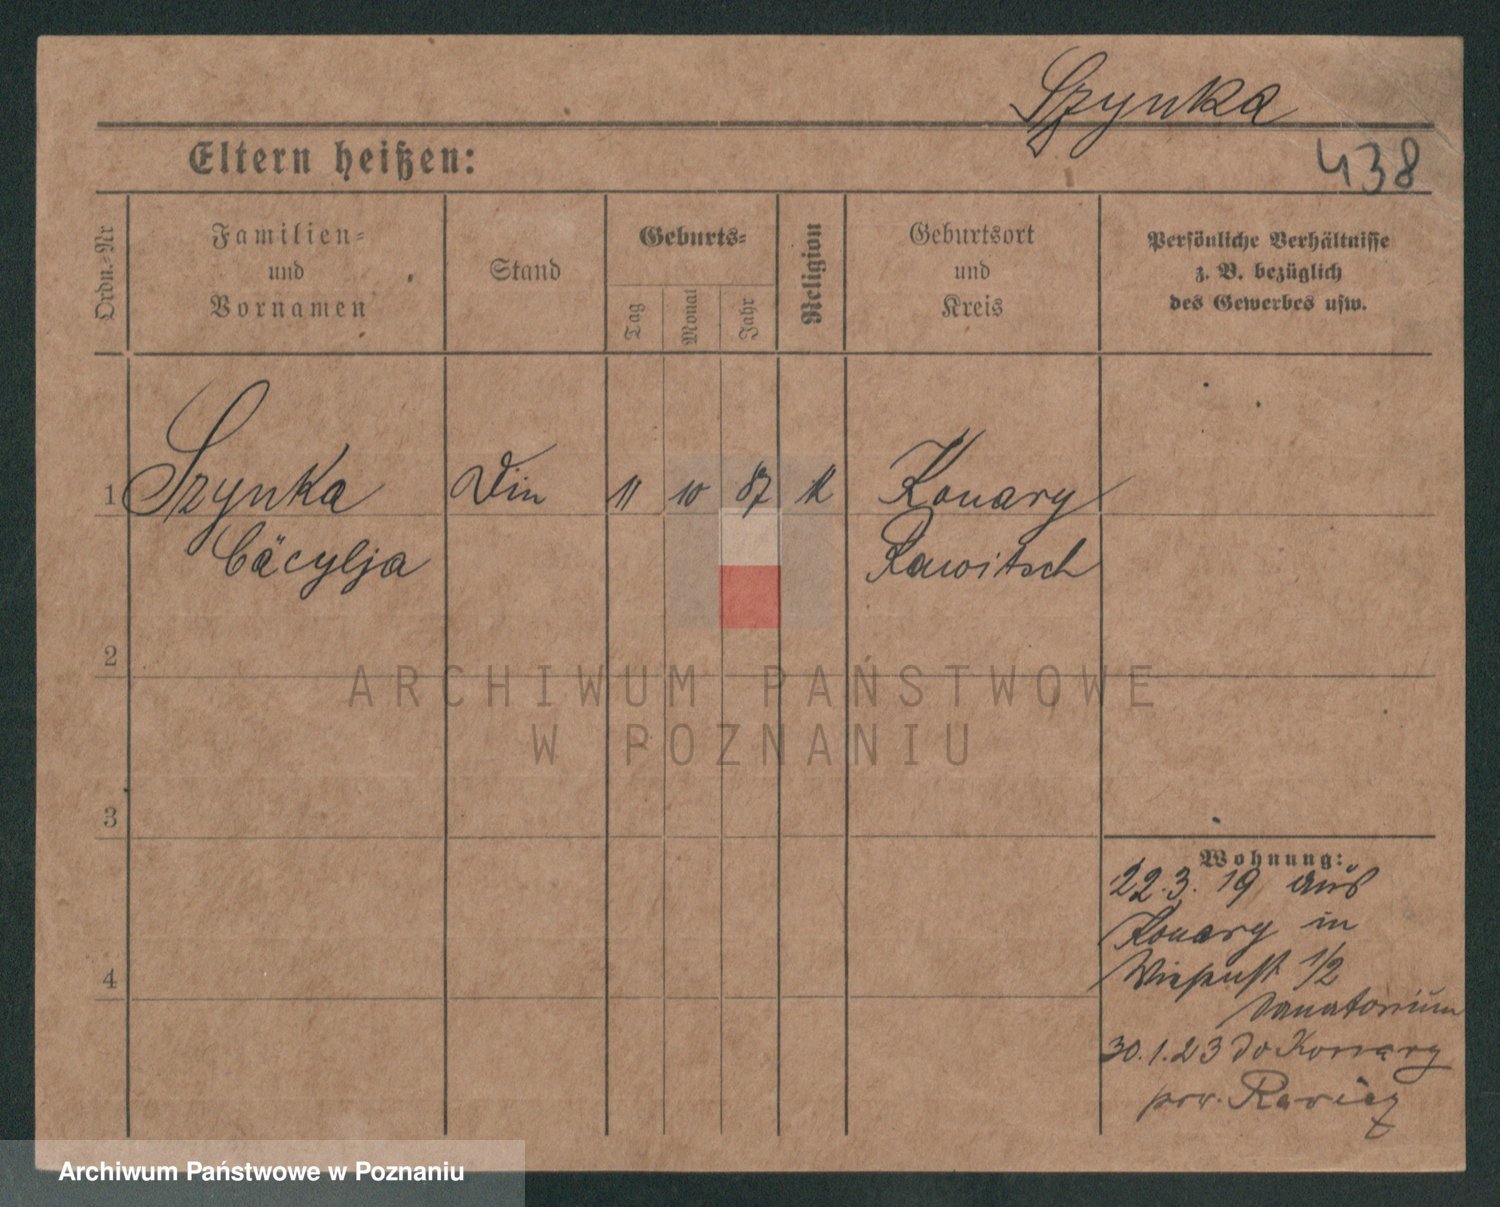 Szynka
Eltern heißen:
438
Ordn.-Nr
Familien-
und
Vornamen
Stand
Geburts-
Tag
Monat
Jahr
Religion
Geburtsort
und
Kreis
Persönliche Verhältnisse
z. B. bezüglich
des Gewerbes usw.
1 Szynka Din 11 10 87 K Konary
Cäcylja Rawitsch
2
3
4
Wohnung:
22.3.19 aus
Konary in
1/2
Sanatorium
30.1.23 do Konary
pow. Rawicz
ARCHIWUM PAŃSTWOWE
W POZNANIU
Archiwum Państwowe w Poznaniu